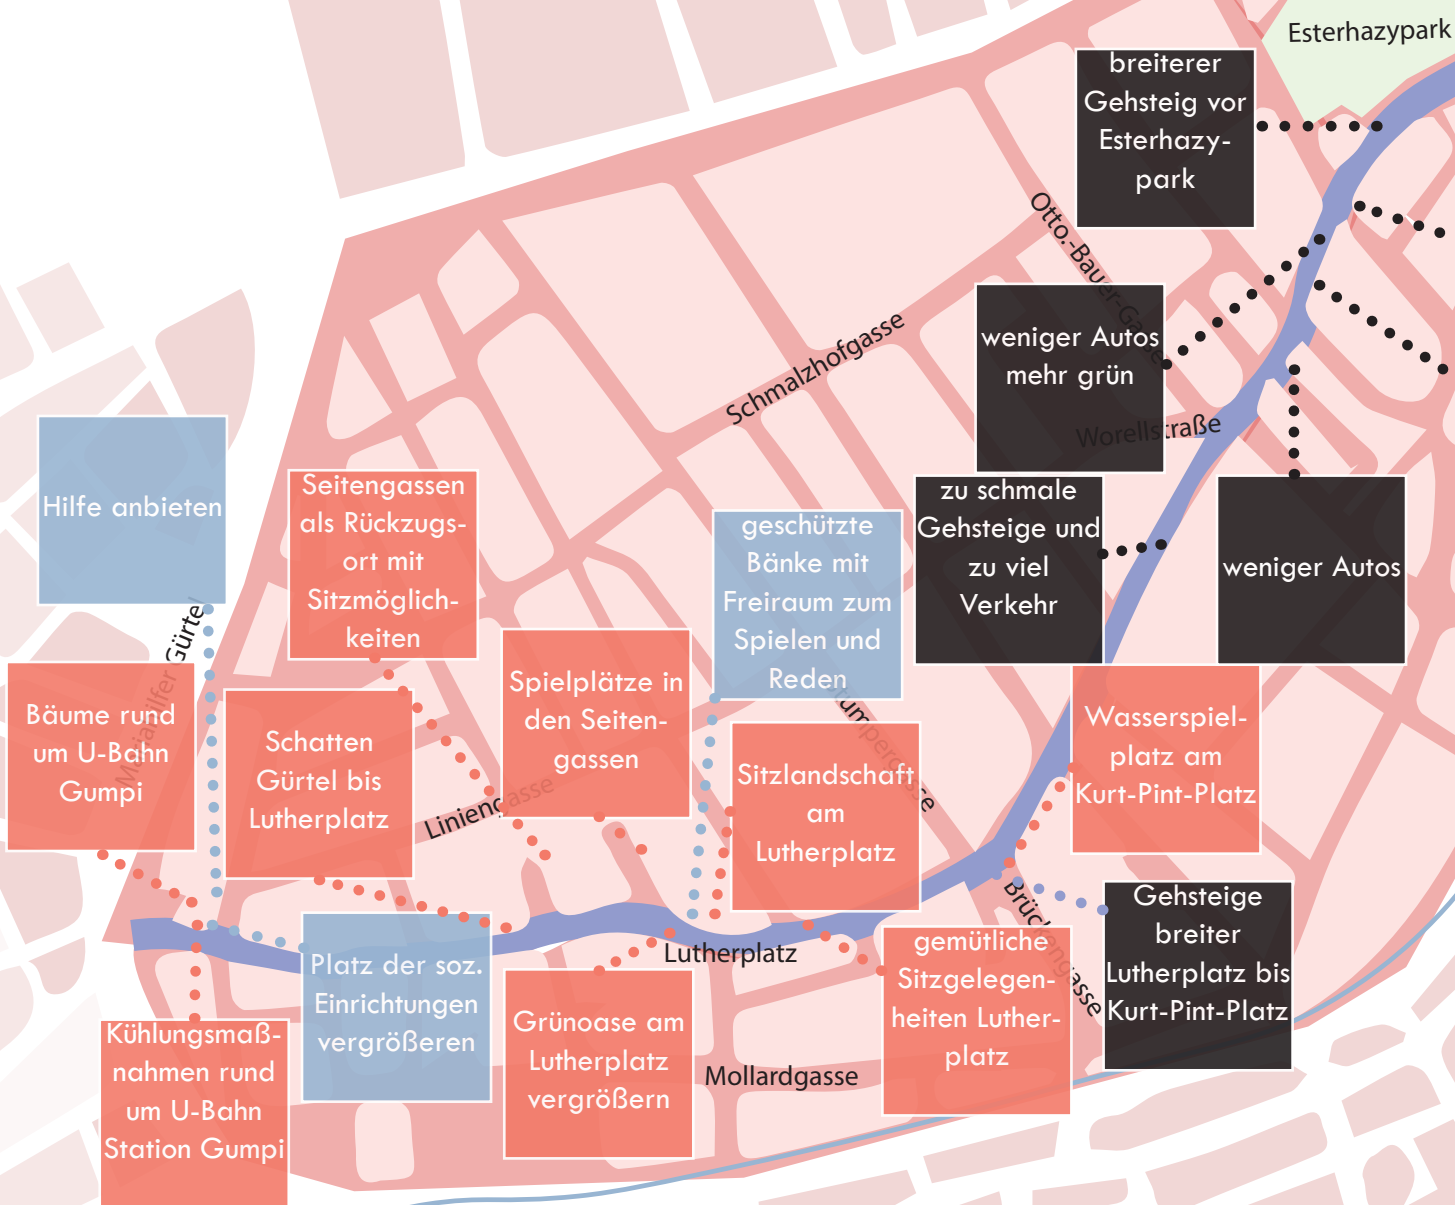 Esterhazypark
breiterer
Gehsteig vor
Esterhazy-
park
Otto.-Bauer-Gasse
weniger Autos
mehr grün
Schmalzhofgasse
Worellstraße
Hilfe anbieten
Seitengassen
als Rückzugs-
ort mit
Sitzmöglich-
keiten
geschützte
Bänke mit
Freiraum zum
Spielen und
Reden
zu schmale
Gehsteige und
zu viel
Verkehr
weniger Autos
Mariahilfer Gürtel
Bäume rund
um U-Bahn
Gumpi
Schatten
Gürtel bis
Lutherplatz
Spielplätze in
den Seiten-
gassen
Liniengasse
Stumpergasse
Sitzlandschaft
am
Lutherplatz
Wasserspiel-
platz am
Kurt-Pint-Platz
Brückengasse
Gehsteige
breiter
Lutherplatz bis
Kurt-Pint-Platz
Lutherplatz
gemütliche
Sitzgelegen-
heiten Luther-
platz
Platz der soz.
Einrichtungen
vergrößeren
Grünoase am
Lutherplatz
vergrößern
Mollardgasse
Kühlungsmaß-
nahmen rund
um U-Bahn
Station Gumpi